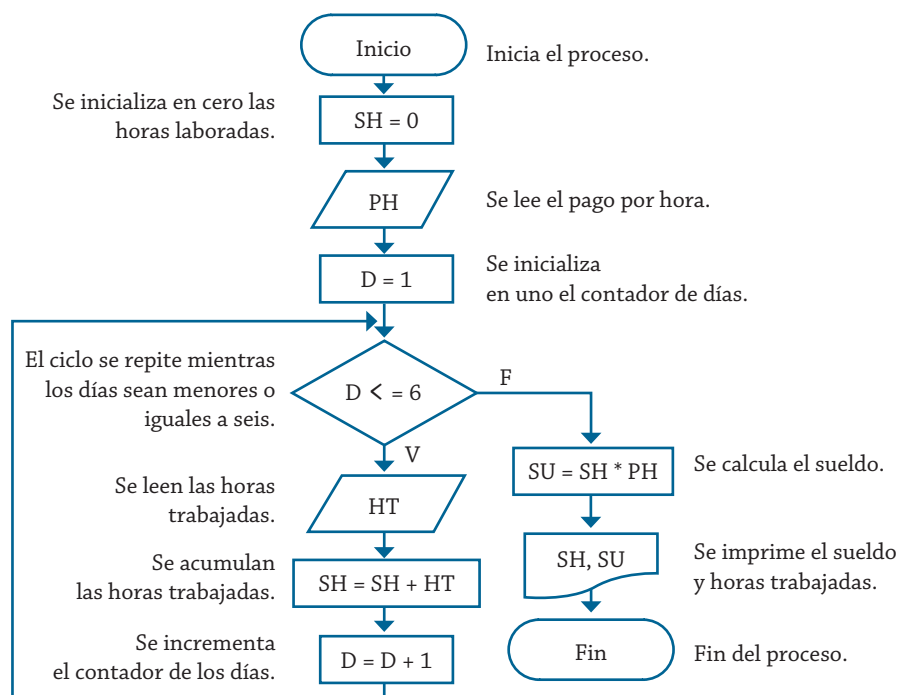 Inicio
Inicia el proceso.
Se inicializa en cero las
horas laboradas.
SH = 0
PH
Se lee el pago por hora.
D = 1
Se inicializa
en uno el contador de días.
El ciclo se repite mientras
los días sean menores o
iguales a seis.
D < = 6
F
V
Se leen las horas
trabajadas.
HT
Se acumulan
las horas trabajadas.
SH = SH + HT
Se incrementa
el contador de los días.
D = D + 1
SU = SH * PH
Se calcula el sueldo.
SH, SU
Se imprime el sueldo
y horas trabajadas.
Fin
Fin del proceso.